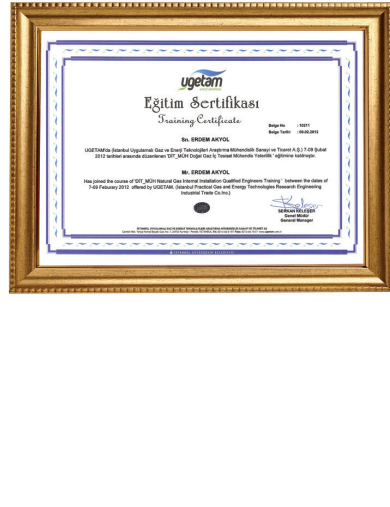 ugetam
Eğitim Sertifikası
Training Certificate
Belge No : 10271
Belge Tarihi : 09.02.2012
Sn. ERDEM AKYOL
UGETAM'da (İstanbul Uygulamalı Gaz ve Enerji Teknolojileri Araştırma Mühendislik Sanayi ve Ticaret A.Ş.) 7-09 Şubat
2012 tarihleri arasında düzenlenen "DİT_MÜH Doğal Gaz İç Tesisat Mühendis Yeterlilik" eğitimine katılmıştır.
Mr. ERDEM AKYOL
Has joined the course of "DIT_MÜH Natural Gas Internal Installation Qualified Engineers Training" between the dates of
7-09 Feburary 2012 offered by UGETAM. (Istanbul Practical Gas and Energy Technologies Research Engineering
Industrial Trade Co.Inc.)
SERKAN KELEŞER
Genel Müdür
General Manager